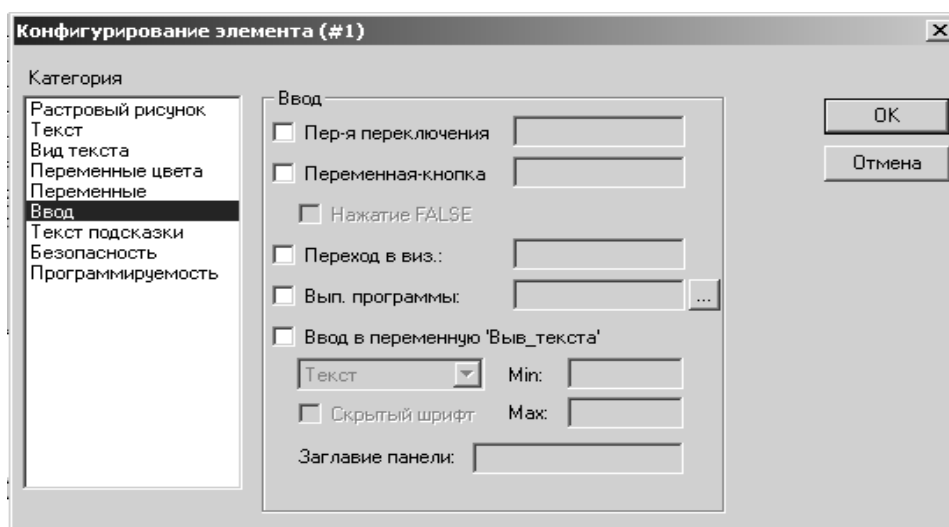 Конфигурирование элемента (#1)
Категория
Растровый рисунок
Текст
Вид текста
Переменные цвета
Переменные
Ввод
Текст подсказки
Безопасность
Программируемость
Ввод
Пер-я переключения
Переменная-кнопка
Нажатие FALSE
Переход в виз.:
Вып. программы:
...
Ввод в переменную 'Выв_текста'
Текст
Min:
Скрытый шрифт
Max:
Заглавие панели:
OK
Отмена